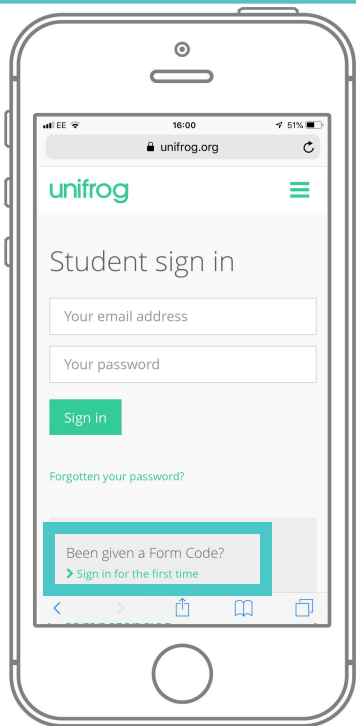 EE 16:00 51%
unifrog.org
unifrog
Student sign in
Your email address
Your password
Sign in
Forgotten your password?
Been given a Form Code?
Sign in for the first time